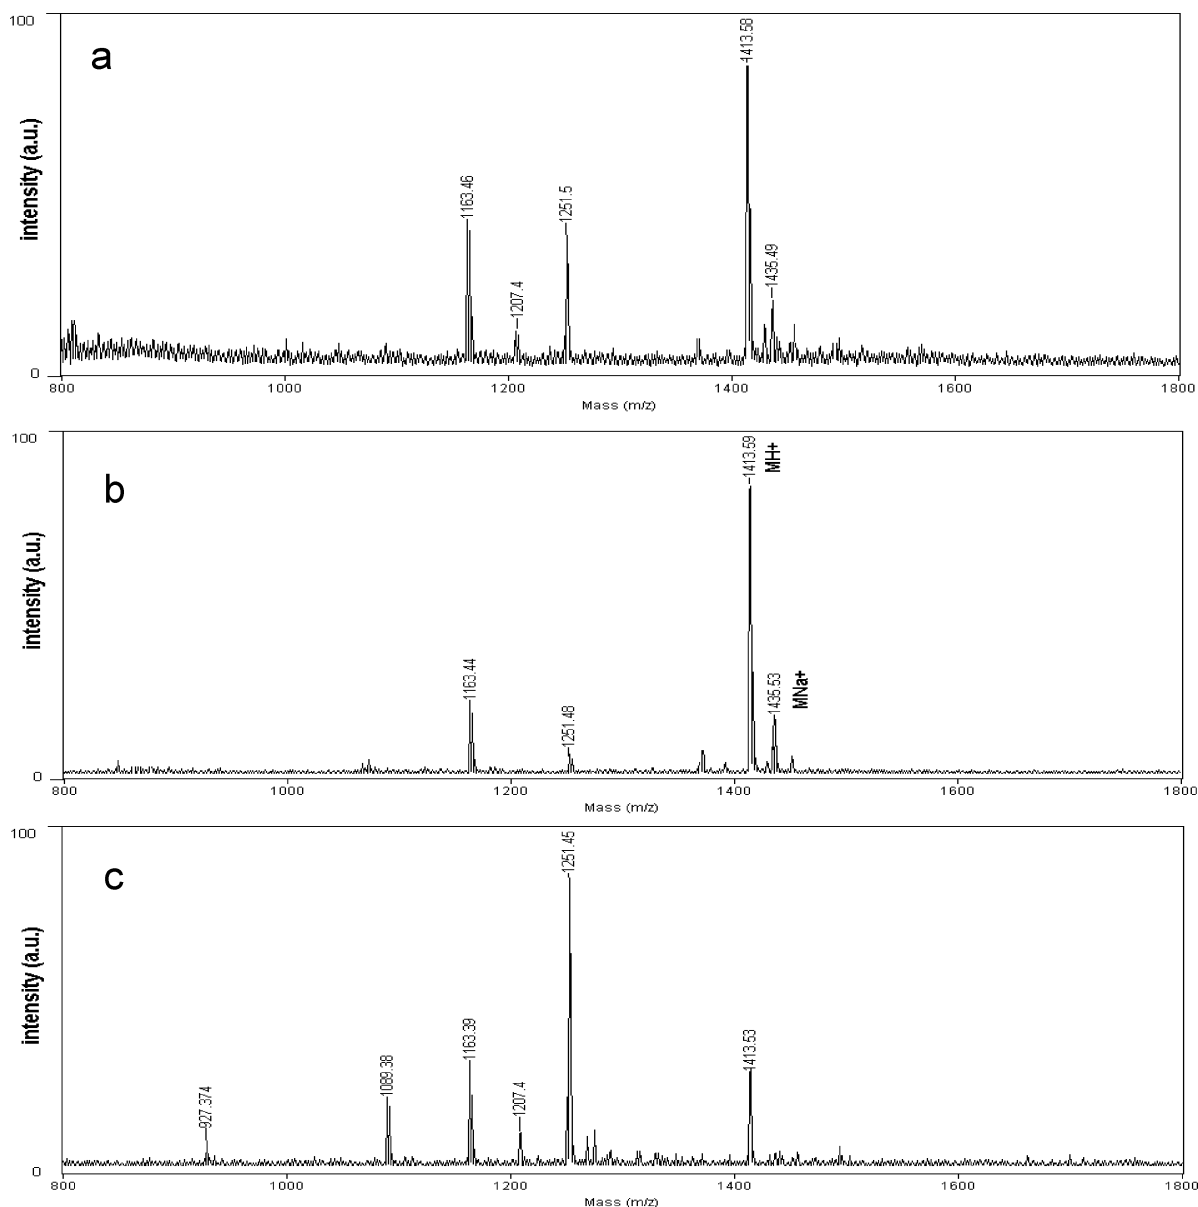 100
a
intensity (a.u.)
1163.46
1207.4
1251.5
1413.58
1435.49
0
800 1000 1200 1400 1600 1800
Mass (m/z)
100
b
intensity (a.u.)
1163.44
1251.48
1413.59
MH+
1435.53
MNa+
0
800 1000 1200 1400 1600 1800
Mass (m/z)
100
c
intensity (a.u.)
927.374
1089.38
1163.39
1207.4
1251.45
1413.53
0
800 1000 1200 1400 1600 1800
Mass (m/z)